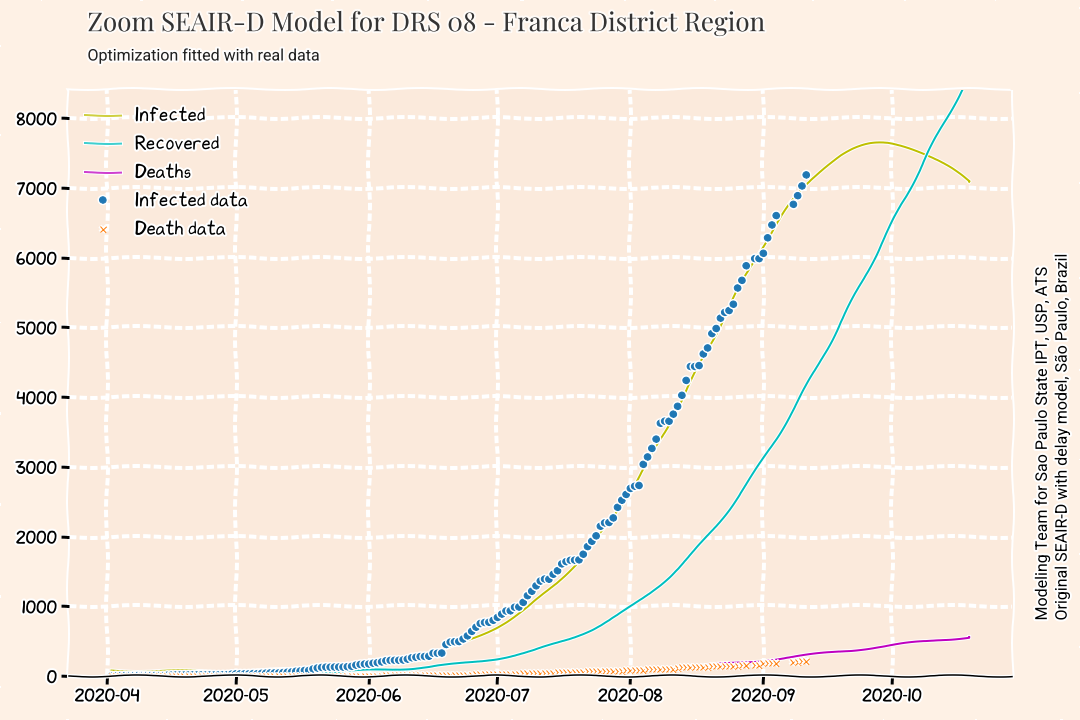 Zoom SEAIR-D Model for DRS 08 - Franca District Region
Optimization fitted with real data
Infected
Recovered
Deaths
Infected data
Death data
8000
7000
6000
5000
4000
3000
2000
1000
0
2020-04
2020-05
2020-06
2020-07
2020-08
2020-09
2020-10
Modeling Team for Sao Paulo State IPT, USP, ATS
Original SEAIR-D with delay model, São Paulo, Brazil